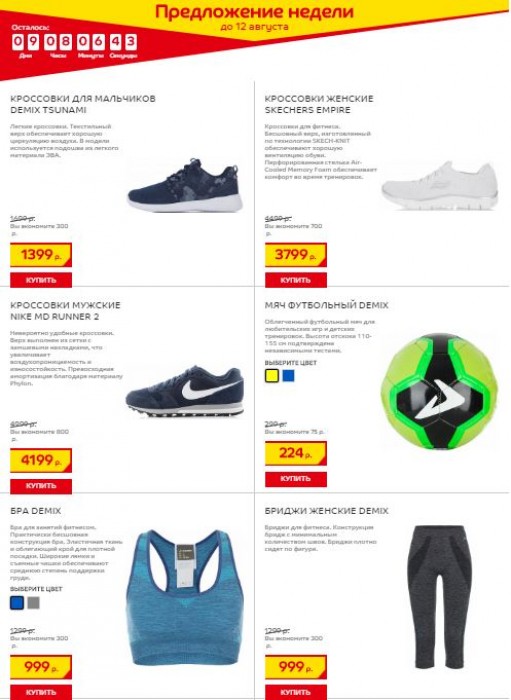 Предложение недели
до 12 августа
Осталось:
09 08 06 43
Дни Часы Минуты Секунды
КРОССОВКИ ДЛЯ МАЛЬЧИКОВ
DEMIX TSUNAMI
Легкие кроссовки. Текстильный
верх обеспечивает хорошую
циркуляцию воздуха. В модели
используется подошва из легкого
материала ЭВА.
1699 р.
Вы экономите 300
р.
1399 р.
КУПИТЬ
КРОССОВКИ ЖЕНСКИЕ
SKECHERS EMPIRE
Кроссовки для фитнеса.
Бесшовный верх, изготовленный
по технологии SKECH-KNIT
обеспечивают хорошую
вентиляцию обуви.
Перфорированная стелька Air-
Cooled Memory Foam обеспечивает
комфорт во время тренировок.
4499 р.
Вы экономите 700
р.
3799 р.
КУПИТЬ
КРОССОВКИ МУЖСКИЕ
NIKE MD RUNNER 2
Невероятно удобные кроссовки.
Верх выполнен из сетки с
замшевыми накладками, что
увеличивает
воздухопроницаемость и
износостойкость. Превосходная
амортизация благодаря материалу
Phylon.
4999 р.
Вы экономите 800
р.
4199 р.
КУПИТЬ
МЯЧ ФУТБОЛЬНЫЙ DEMIX
Облегченный футбольный мяч для
любительских игр и детских
тренировок. Высота отскока 110-
155 см подтверждена
независимыми тестами.
ВЫБЕРИТЕ ЦВЕТ
299 р.
Вы экономите 75 р.
224 р.
КУПИТЬ
БРА DEMIX
Бра для занятий фитнесом.
Практически бесшовная
конструкция бра. Эластичная ткань
и облегающий крой для плотной
посадки. Широкие лямки и
съемные чашки обеспечивают
среднюю степень поддержки
груди.
ВЫБЕРИТЕ ЦВЕТ
1299 р.
Вы экономите 300
р.
999 р.
КУПИТЬ
БРИДЖИ ЖЕНСКИЕ DEMIX
Бриджи для фитнеса. Конструкция
бридж с минимальным
количеством швов. Бриджи плотно
сидят по фигуре.
1299 р.
Вы экономите 300
р.
999 р.
КУПИТЬ